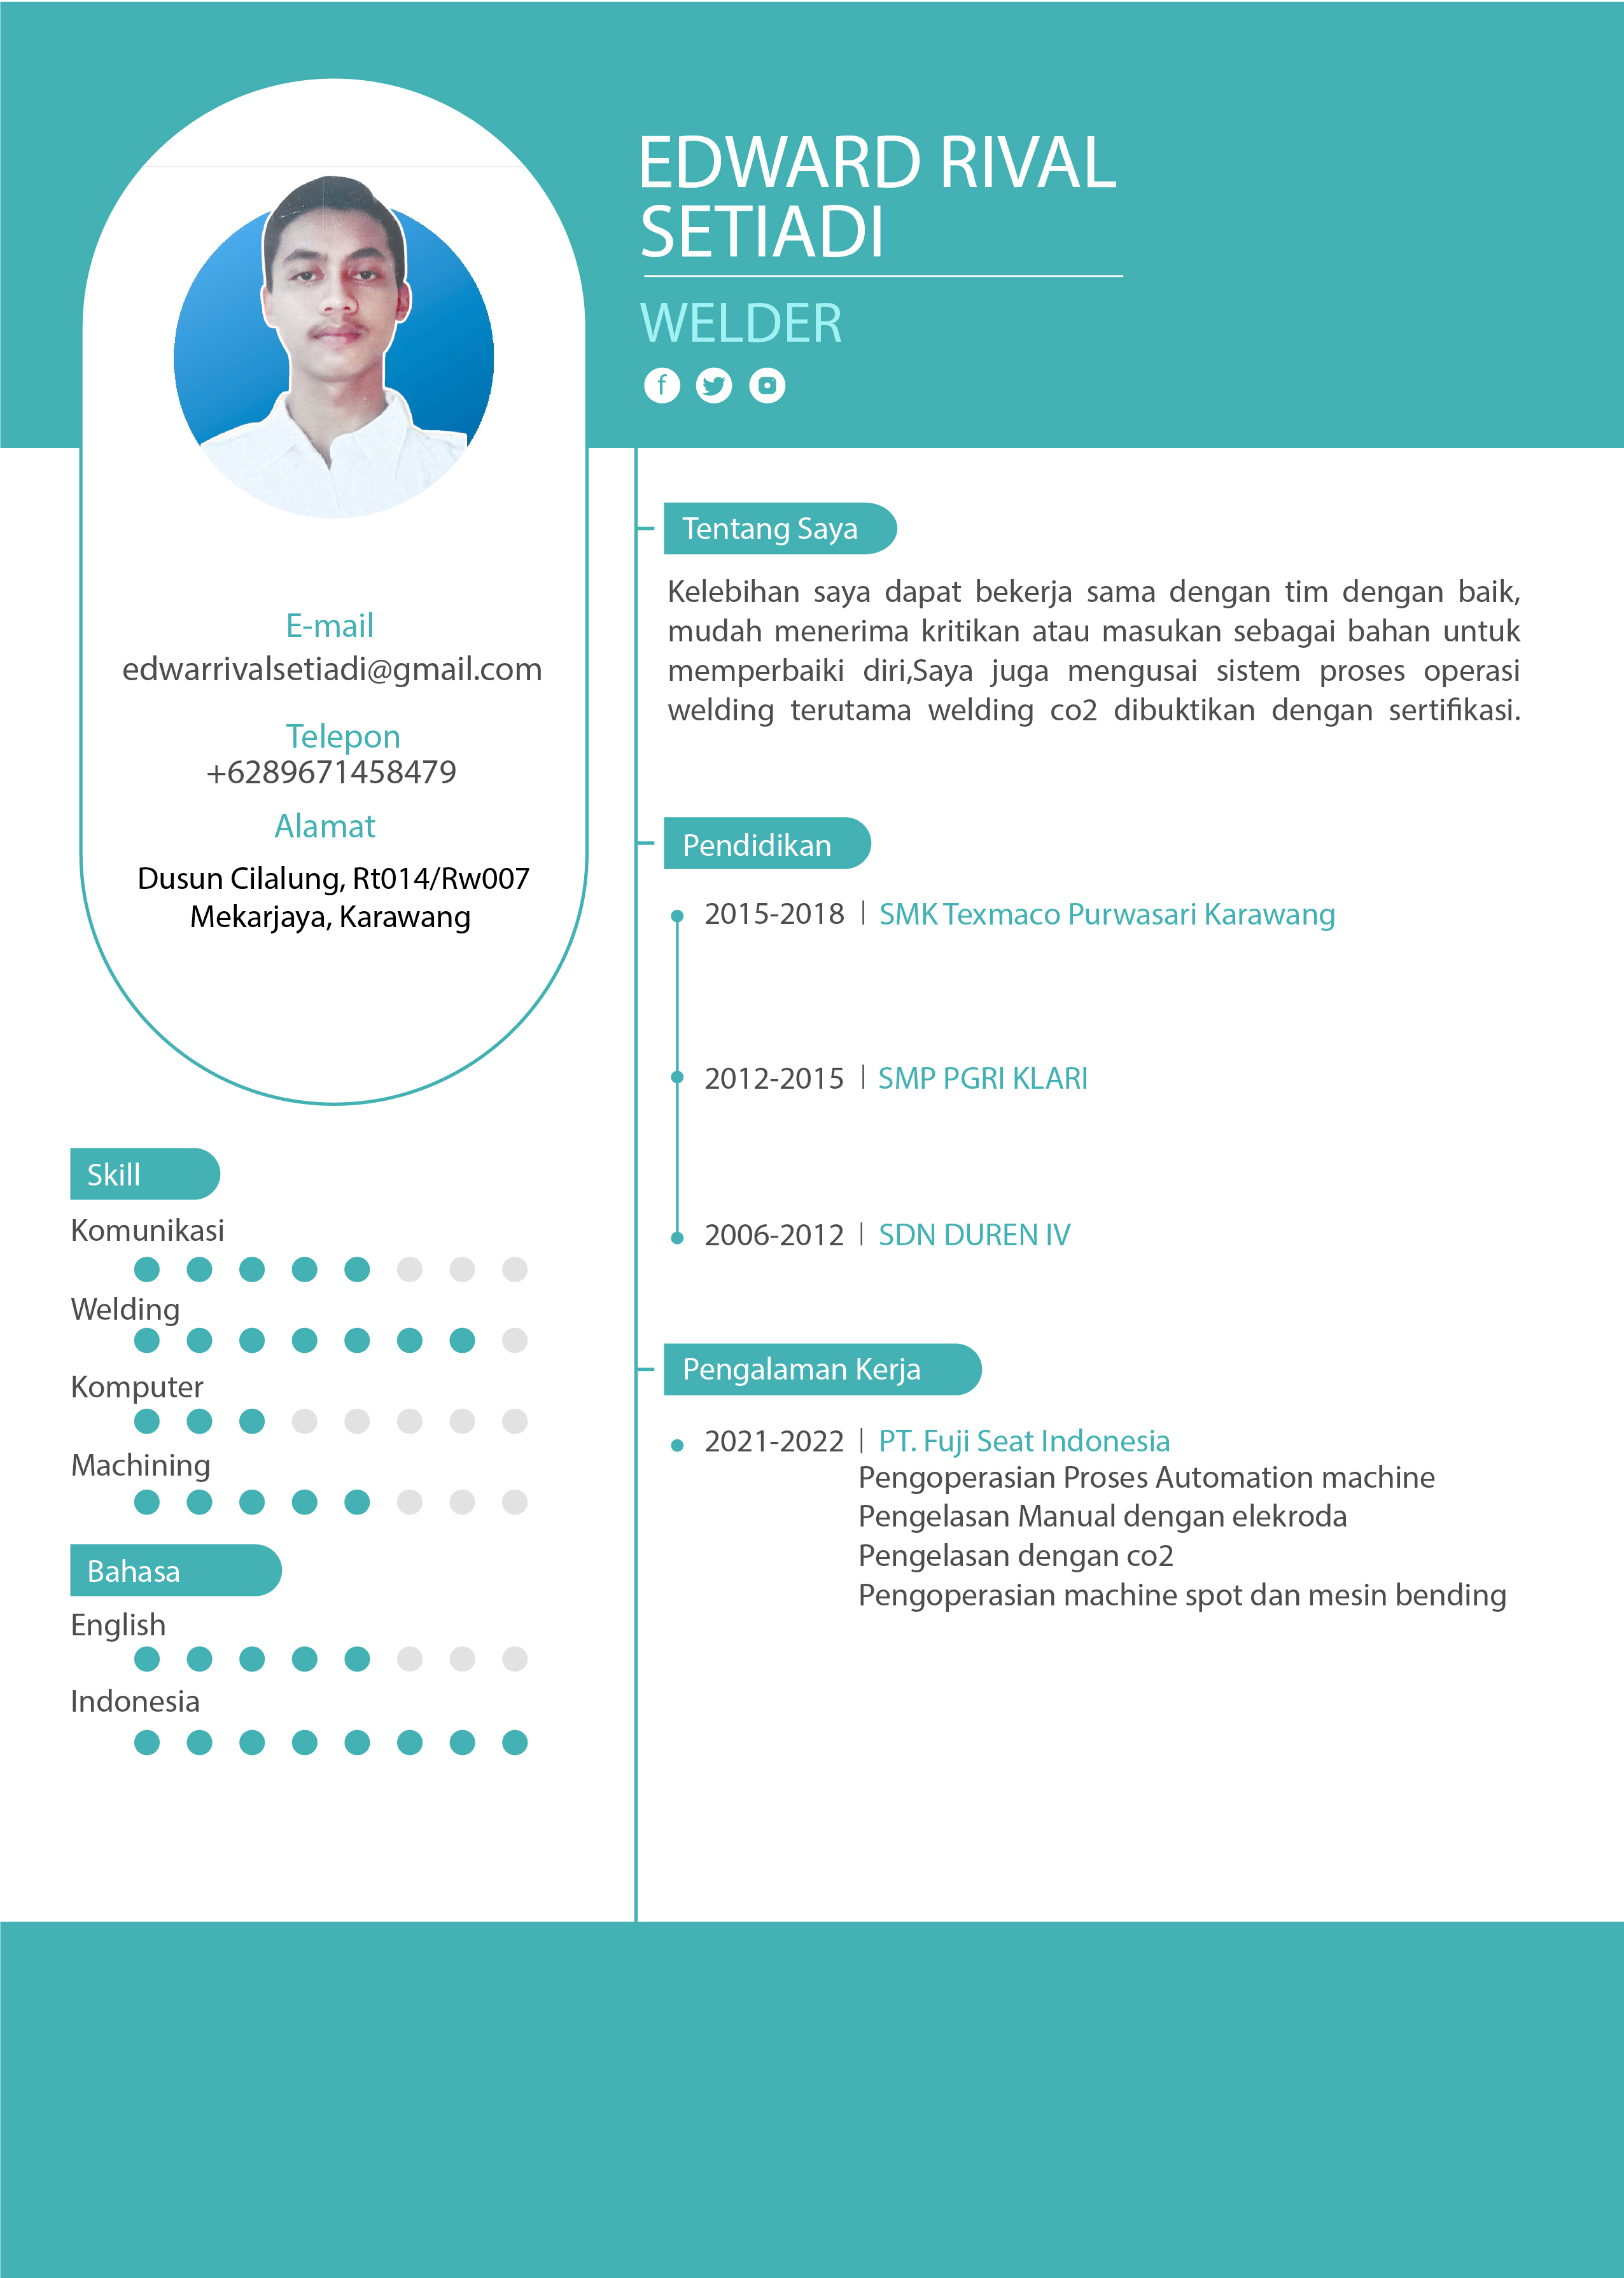 EDWARD RIVAL
SETIADI
WELDER
E-mail
edwarrivalsetiadi@gmail.com
Telepon
+6289671458479
Alamat
Dusun Cilalung, Rt014/Rw007
Mekarjaya, Karawang
Skill
Komunikasi
Welding
Komputer
Machining
Bahasa
English
Indonesia
Tentang Saya
Kelebihan saya dapat bekerja sama dengan tim dengan baik,
mudah menerima kritikan atau masukan sebagai bahan untuk
memperbaiki diri,Saya juga mengusai sistem proses operasi
welding terutama welding co2 dibuktikan dengan sertifikasi.
Pendidikan
2015-2018 | SMK Texmaco Purwasari Karawang
2012-2015 | SMP PGRI KLARI
2006-2012 | SDN DUREN IV
Pengalaman Kerja
2021-2022 | PT. Fuji Seat Indonesia
Pengoperasian Proses Automation machine
Pengelasan Manual dengan elekroda
Pengelasan dengan co2
Pengoperasian machine spot dan mesin bending